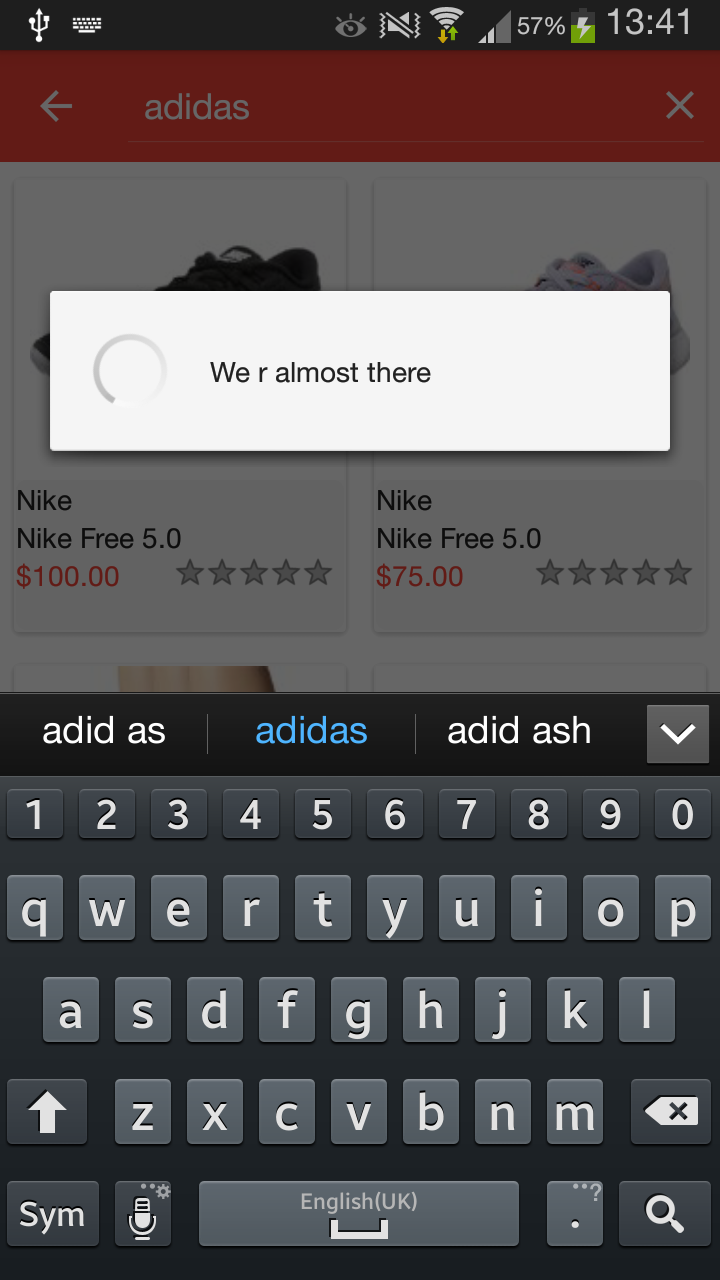 57% 13:41
adidas
We r almost there
Nike Nike
Nike Free 5.0 Nike Free 5.0
$100.00 $75.00
adid as adidas adid ash
1 2 3 4 5 6 7 8 9 0
q w e r t y u i o p
a s d f g h j k l
z x c v b n m
Sym English(UK) . ?